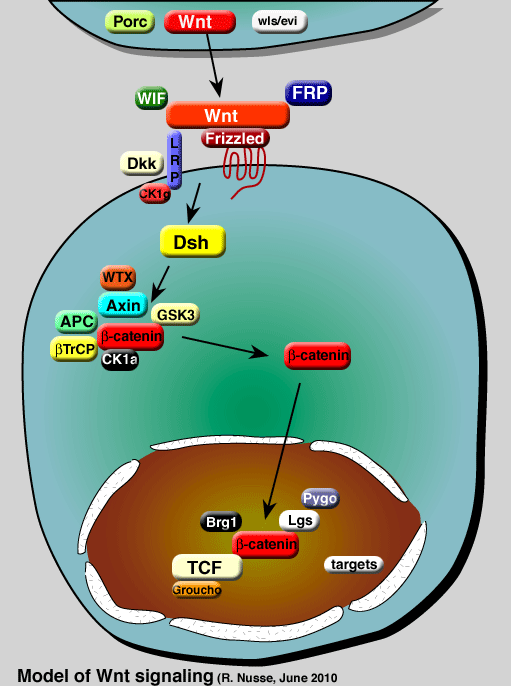 Porc
Wnt
wls/evi
WIF
FRP
Wnt
Frizzled
L
R
P
Dkk
CK1g
Dsh
WTX
Axin
GSK3
APC
β-catenin
βTrCP
CK1a
β-catenin
Pygo
Brg1
Lgs
β-catenin
TCF
targets
Groucho
Model of Wnt signaling (R. Nusse, June 2010